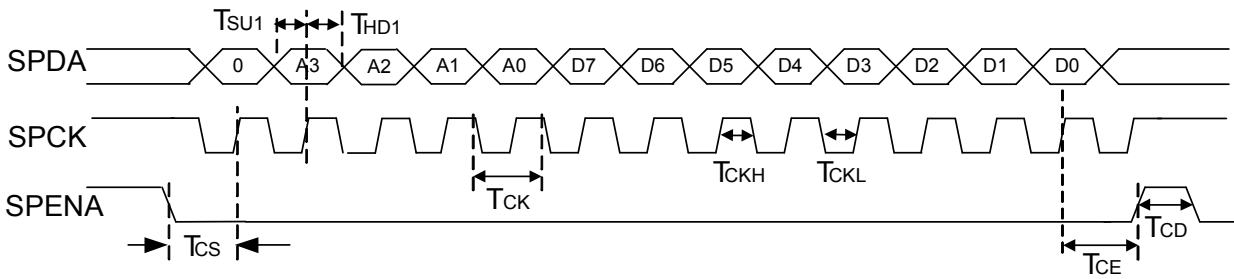 TSU1 THD1
SPDA 0 A3 A2 A1 A0 D7 D6 D5 D4 D3 D2 D1 D0
SPCK
TCKH TCKL
TCK
SPENA
TCS TCE TCD